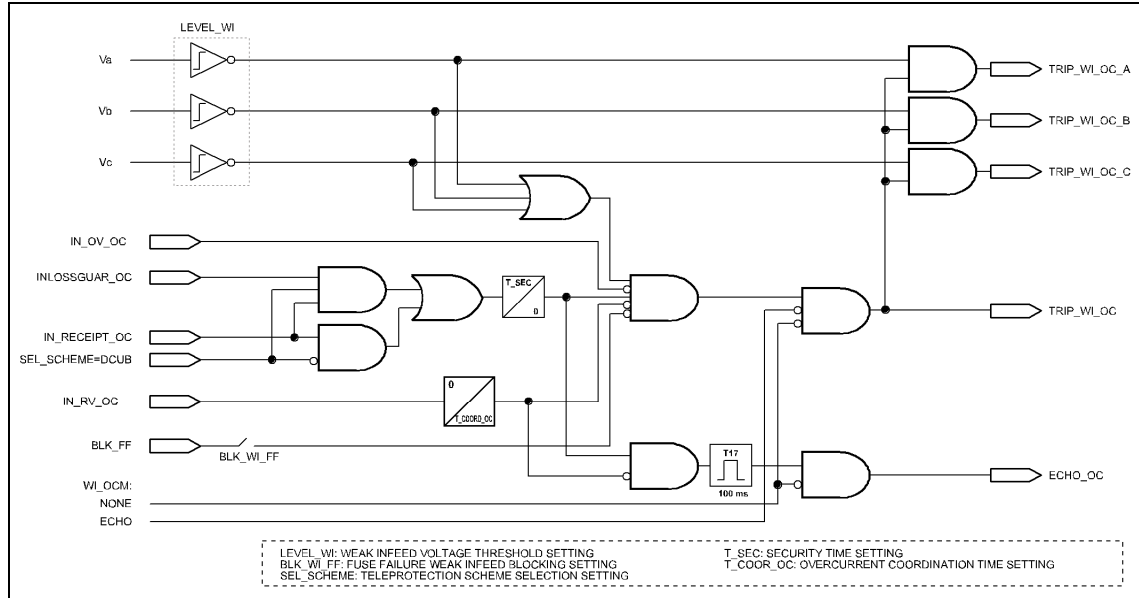 LEVEL_WI
Va
TRIP_WI_OC_A
Vb
TRIP_WI_OC_B
Vc
TRIP_WI_OC_C
IN_OV_OC
INLOSSGUAR_OC
T_SEC
0
TRIP_WI_OC
IN_RECEIPT_OC
SEL_SCHEME=DCUB
0
IN_RV_OC
T_COORD_OC
BLK_FF
BLK_WI_FF
T17
100 ms
ECHO_OC
WI_OCM:
NONE
ECHO
LEVEL_WI: WEAK INFEED VOLTAGE THRESHOLD SETTING
BLK_WI_FF: FUSE FAILURE WEAK INFEED BLOCKING SETTING
SEL_SCHEME: TELEPROTECTION SCHEME SELECTION SETTING
T_SEC: SECURITY TIME SETTING
T_COOR_OC: OVERCURRENT COORDINATION TIME SETTING